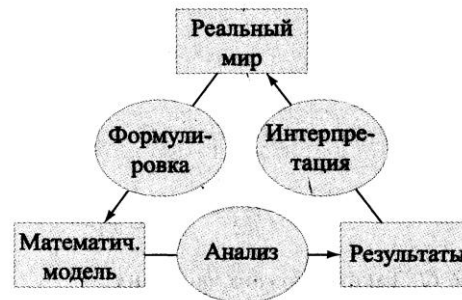 Реальный
мир
Формули-
ровка
Интерпре-
тация
Математич.
модель
Анализ
Результаты